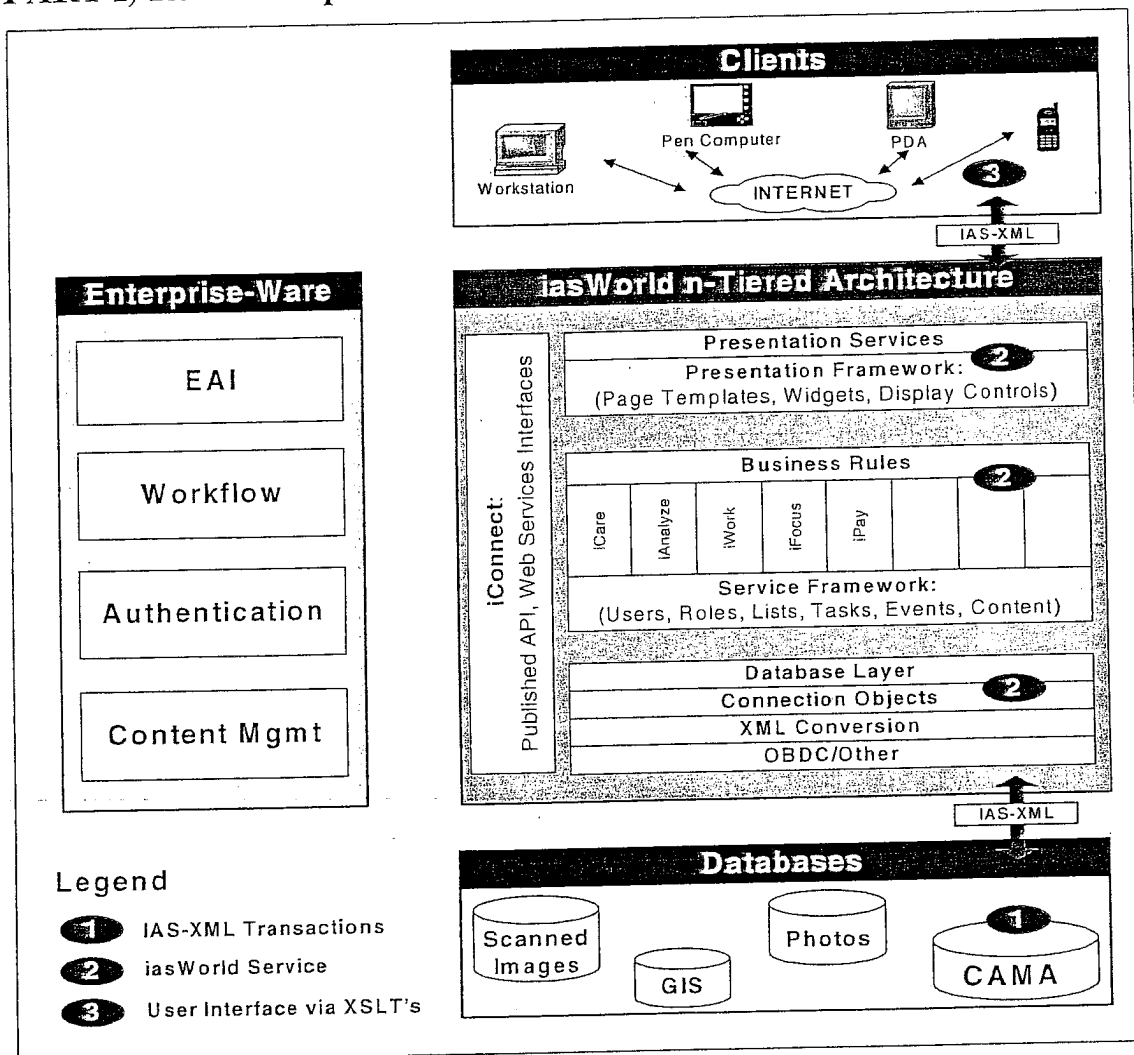 Clients
Pen Computer
PDA
Workstation
INTERNET
3
IAS-XML
Enterprise-Ware
EAI
Workflow
Authentication
Content Mgmt
iasWorld n-Tiered Architecture
iConnect:
Published API, Web Services Interfaces
Presentation Services
2
Presentation Framework:
(Page Templates, Widgets, Display Controls)
Business Rules
2
iCare
iAnalyze
iWork
iFocus
iPay
Service Framework:
(Users, Roles, Lists, Tasks, Events, Content)
Database Layer
2
Connection Objects
XML Conversion
OBDC/Other
IAS-XML
Databases
Scanned
Images
GIS
Photos
1
CAMA
Legend
1 IAS-XML Transactions
2 iasWorld Service
3 User Interface via XSLT's